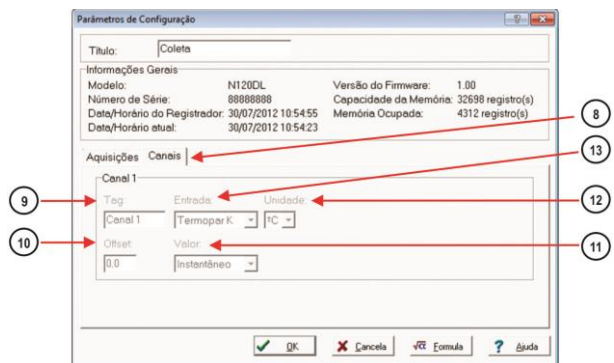 Parâmetros de Configuração
Título: Coleta
Informações Gerais
Modelo: N120DL Versão do Firmware: 1.00
Número de Série: 88888888 Capacidade da Memória: 32698 registro(s)
Data/Horário do Registrador: 30/07/2012 10:54:55 Memória Ocupada: 4312 registro(s)
Data/Horário atual: 30/07/2012 10:54:23
8
Aquisições Canais
13
Canal 1
9
Tag: Entrada: Unidade:
12
Canal 1 Termopar K ºC
10
Offset: Valor:
11
0,0 Instantâneo
OK Cancela Formula Ajuda